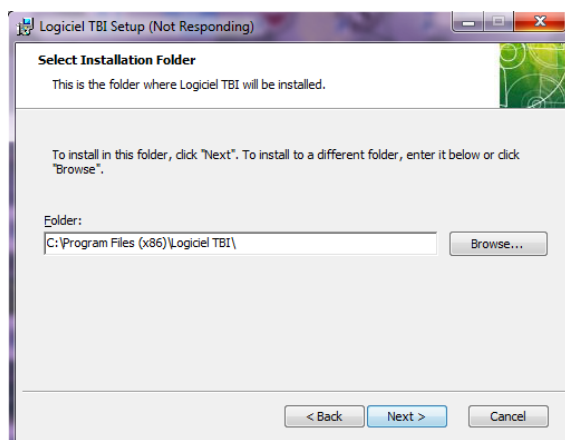 Logiciel TBI Setup (Not Responding)
Select Installation Folder
This is the folder where Logiciel TBI will be installed.
To install in this folder, click "Next". To install to a different folder, enter it below or click
"Browse".
Folder:
C:\Program Files (x86)\Logiciel TBI\
Browse...
< Back Next > Cancel